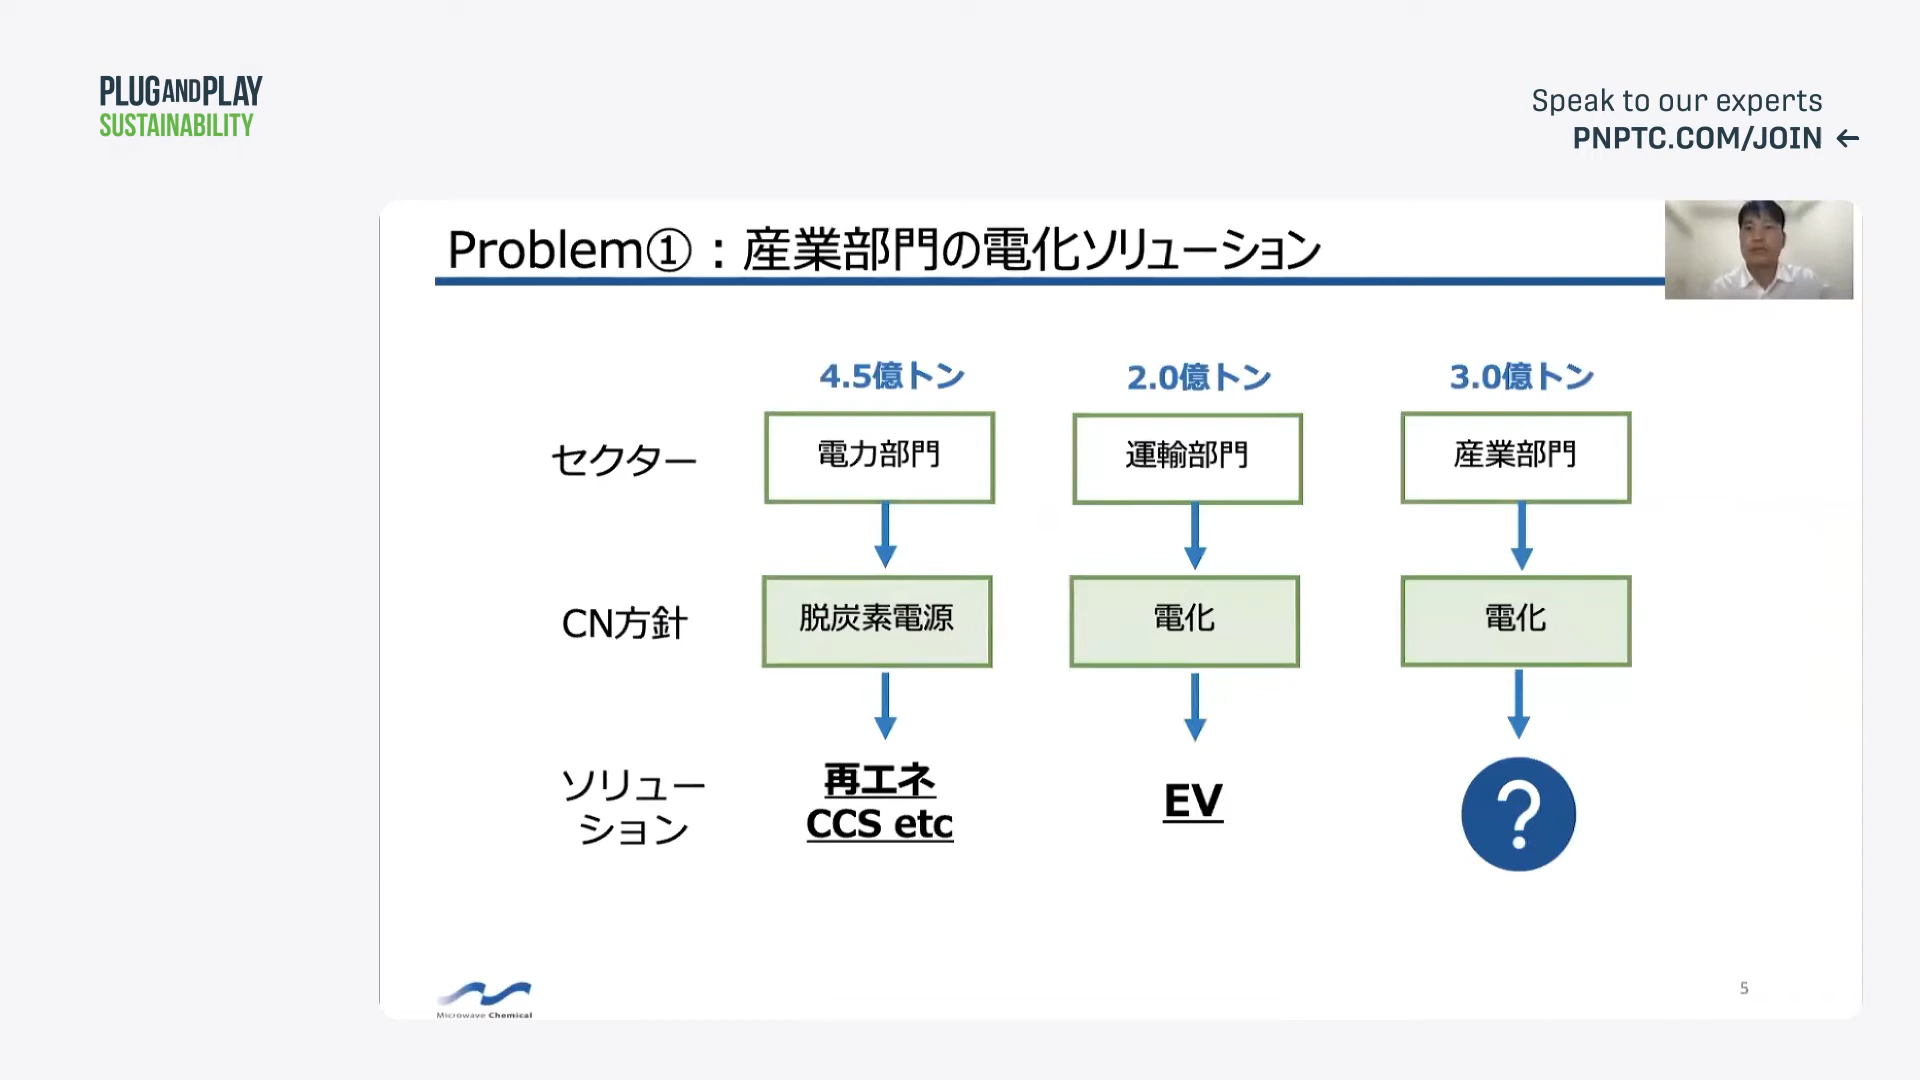 PLUGANDPLAY
SUSTAINABILITY
Speak to our experts
PNPTC.COM/JOIN ←
Problem①：産業部門の電化ソリューション
4.5億トン 2.0億トン 3.0億トン
セクター 電力部門 運輸部門 産業部門
CN方針 脱炭素電源 電化 電化
ソリュー
ション
再エネ
CCS etc
EV
?
Microwave Chemical
5